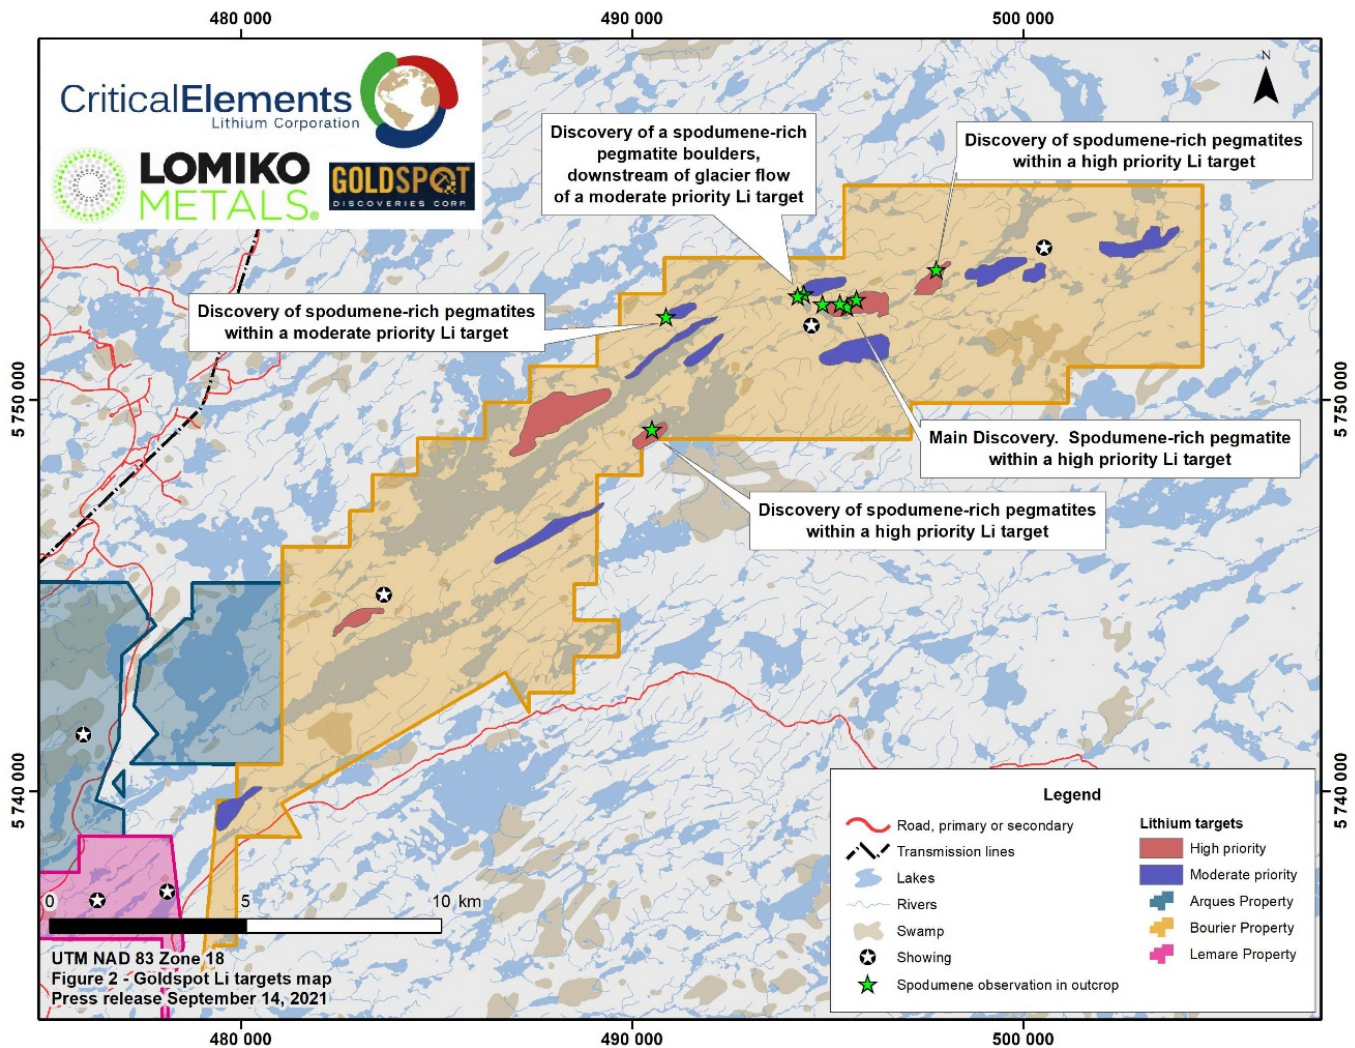 480 000
490 000
500 000
CriticalElements
Lithium Corporation
LOMIKO
METALS®
GOLDSPOT
DISCOVERIES CORP.
N
Discovery of a spodumene-rich
pegmatite boulders,
downstream of glacier flow
of a moderate priority Li target
Discovery of spodumene-rich pegmatites
within a high priority Li target
Discovery of spodumene-rich pegmatites
within a moderate priority Li target
5 750 000
5 750 000
Main Discovery. Spodumene-rich pegmatite
within a high priority Li target
Discovery of spodumene-rich pegmatites
within a high priority Li target
5 740 000
5 740 000
Legend
Road, primary or secondary
Transmission lines
Lakes
Rivers
Swamp
Showing
Spodumene observation in outcrop
Lithium targets
High priority
Moderate priority
Arques Property
Bourier Property
Lemare Property
0 5 10 km
UTM NAD 83 Zone 18
Figure 2 - Goldspot Li targets map
Press release September 14, 2021
480 000
490 000
500 000